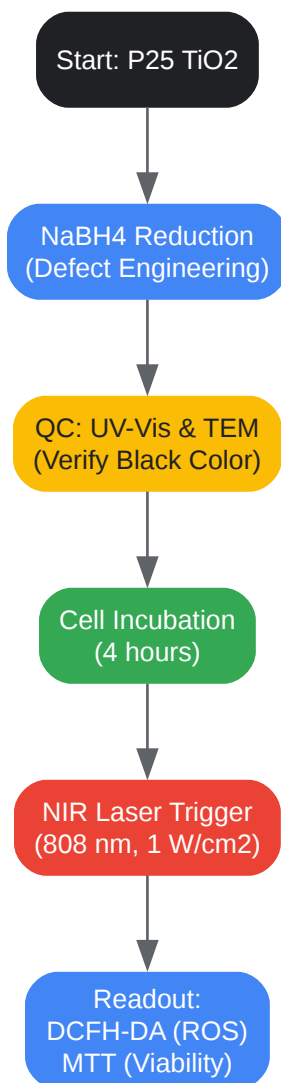 Start: P25 TiO2
NaBH4 Reduction
(Defect Engineering)
QC: UV-Vis & TEM
(Verify Black Color)
Cell Incubation
(4 hours)
NIR Laser Trigger
(808 nm, 1 W/cm2)
Readout:
DCFH-DA (ROS)
MTT (Viability)